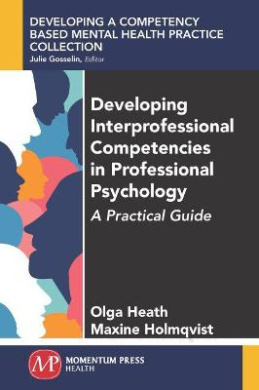 DEVELOPING A COMPETENCY
BASED MENTAL HEALTH PRACTICE
COLLECTION
Julie Gosselin, Editor
Developing
Interprofessional
Competencies
in Professional
Psychology
A Practical Guide
Olga Heath
Maxine Holmqvist
MOMENTUM PRESS
HEALTH